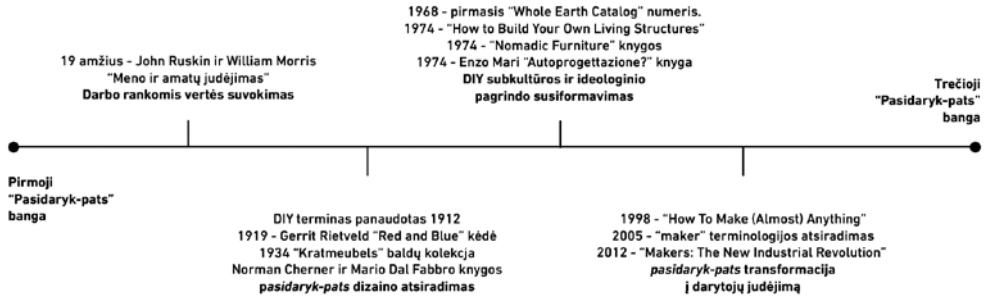 19 amžius - John Ruskin ir William Morris
"Meno ir amatų judėjimas"
Darbo rankomis vertės suvokimas
1968 - pirmasis "Whole Earth Catalog" numeris.
1974 - "How to Build Your Own Living Structures"
1974 - "Nomadic Furniture" knygos
1974 - Enzo Mari "Autoprogettazione?" knyga
DIY subkultūros ir ideologinio
pagrindo susiformavimas
Trečioji
"Pasidaryk-pats"
banga
Pirmoji
"Pasidaryk-pats"
banga
DIY terminas panaudotas 1912
1919 - Gerrit Rietveld "Red and Blue" kėdė
1934 "Kratmeubels" baldų kolekcja
Norman Cherner ir Mario Dal Fabbro knygos
pasidaryk-pats dizaino atsiradimas
1998 - "How To Make (Almost) Anything"
2005 - "maker" terminologijos atsiradimas
2012 - "Makers: The New Industrial Revolution"
pasidaryk-pats transformacija
į darytojų judėjimą